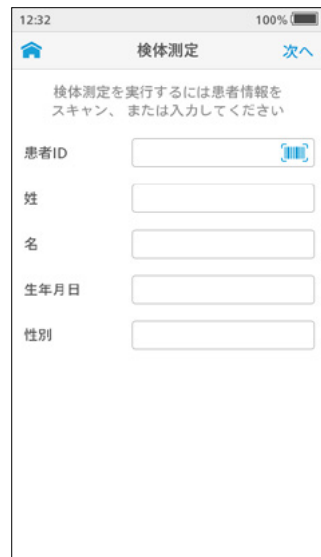 12:32 100%
検体測定 次へ
検体測定を実行するには患者情報を
スキャン、または入力してください
患者ID
姓
名
生年月日
性別